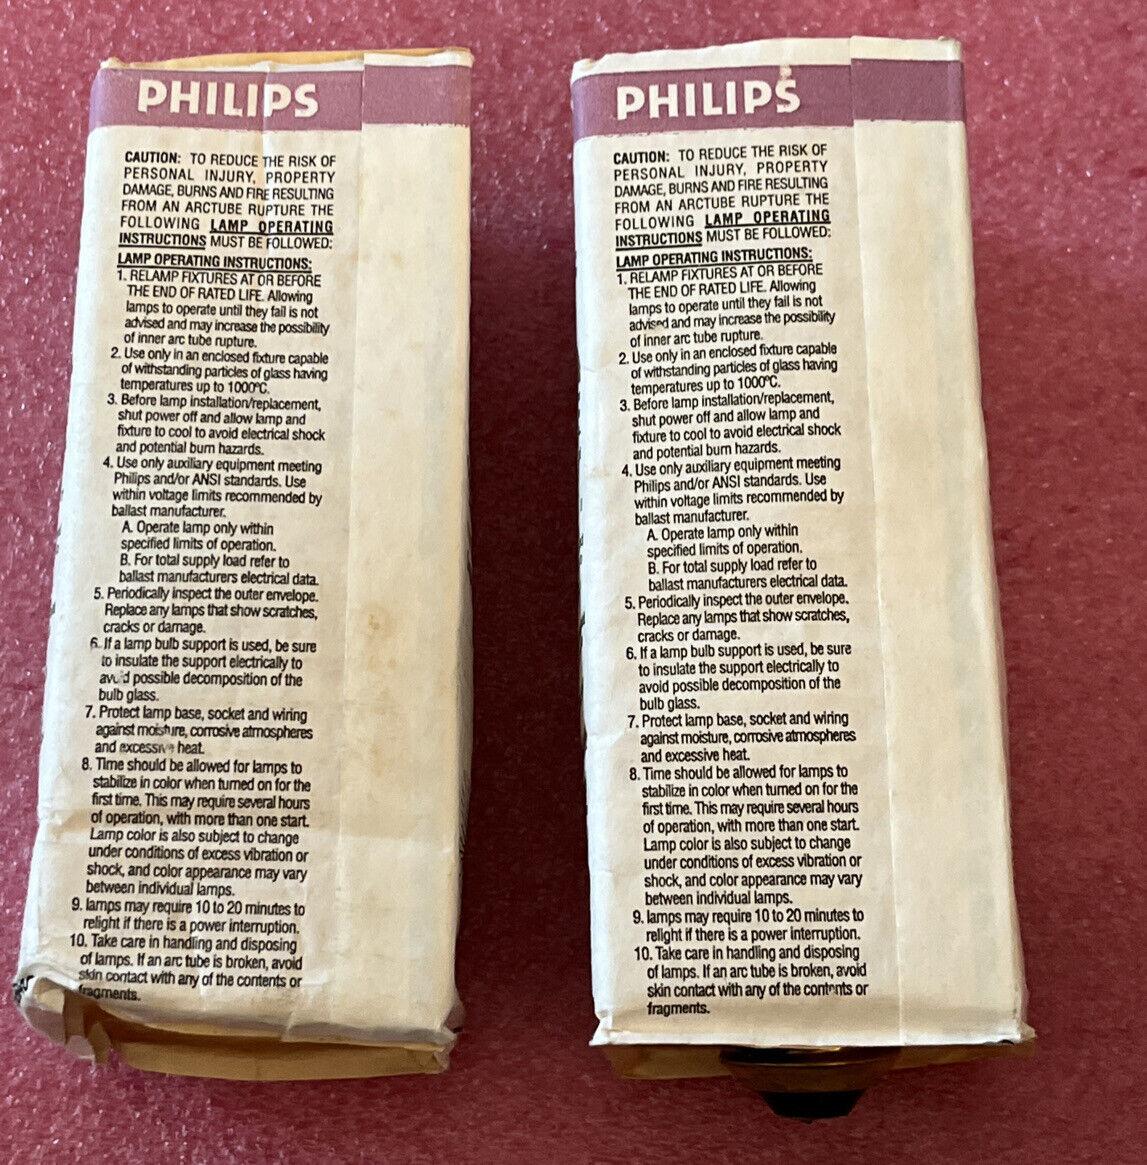 PHILIPS
CAUTION: TO REDUCE THE RISK OF
PERSONAL INJURY, PROPERTY
DAMAGE, BURNS AND FIRE RESULTING
FROM AN ARCTUBE RUPTURE THE
FOLLOWING LAMP OPERATING
INSTRUCTIONS MUST BE FOLLOWED:
LAMP OPERATING INSTRUCTIONS:
1. RELAMP FIXTURES AT OR BEFORE
THE END OF RATED LIFE. Allowing
lamps to operate until they fail is not
advised and may increase the possibility
of inner arc tube rupture.
2. Use only in an enclosed fixture capable
of withstanding particles of glass having
temperatures up to 1000ºC.
3. Before lamp installation/replacement,
shut power off and allow lamp and
fixture to cool to avoid electrical shock
and potential burn hazards.
4. Use only auxiliary equipment meeting
Philips and/or ANSI standards. Use
within voltage limits recommended by
ballast manufacturer.
A. Operate lamp only within
specified limits of operation.
B. For total supply load refer to
ballast manufacturers electrical data.
5. Periodically inspect the outer envelope.
Replace any lamps that show scratches,
cracks or damage.
6. If a lamp bulb support is used, be sure
to insulate the support electrically to
avoid possible decomposition of the
bulb glass.
7. Protect lamp base, socket and wiring
against moisture, corrosive atmospheres
and excessive heat.
8. Time should be allowed for lamps to
stabilize in color when turned on for the
first time. This may require several hours
of operation, with more than one start.
Lamp color is also subject to change
under conditions of excess vibration or
shock, and color appearance may vary
between individual lamps.
9. lamps may require 10 to 20 minutes to
relight if there is a power interruption.
10. Take care in handling and disposing
of lamps. If an arc tube is broken, avoid
skin contact with any of the contents or
fragments.
PHILIPS
CAUTION: TO REDUCE THE RISK OF
PERSONAL INJURY, PROPERTY
DAMAGE, BURNS AND FIRE RESULTING
FROM AN ARCTUBE RUPTURE THE
FOLLOWING LAMP OPERATING
INSTRUCTIONS MUST BE FOLLOWED:
LAMP OPERATING INSTRUCTIONS:
1. RELAMP FIXTURES AT OR BEFORE
THE END OF RATED LIFE. Allowing
lamps to operate until they fail is not
advised and may increase the possibility
of inner arc tube rupture.
2. Use only in an enclosed fixture capable
of withstanding particles of glass having
temperatures up to 1000ºC.
3. Before lamp installation/replacement,
shut power off and allow lamp and
fixture to cool to avoid electrical shock
and potential burn hazards.
4. Use only auxiliary equipment meeting
Philips and/or ANSI standards. Use
within voltage limits recommended by
ballast manufacturer.
A. Operate lamp only within
specified limits of operation.
B. For total supply load refer to
ballast manufacturers electrical data.
5. Periodically inspect the outer envelope.
Replace any lamps that show scratches,
cracks or damage.
6. If a lamp bulb support is used, be sure
to insulate the support electrically to
avoid possible decomposition of the
bulb glass.
7. Protect lamp base, socket and wiring
against moisture, corrosive atmospheres
and excessive heat.
8. Time should be allowed for lamps to
stabilize in color when turned on for the
first time. This may require several hours
of operation, with more than one start.
Lamp color is also subject to change
under conditions of excess vibration or
shock, and color appearance may vary
between individual lamps.
9. lamps may require 10 to 20 minutes to
relight if there is a power interruption.
10. Take care in handling and disposing
of lamps. If an arc tube is broken, avoid
skin contact with any of the contents or
fragments.